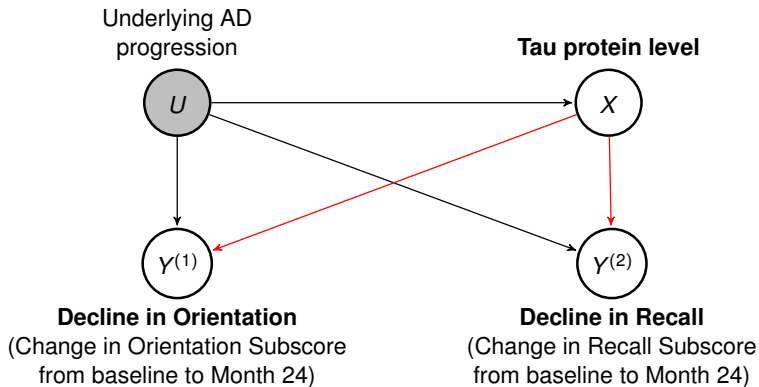 Underlying AD
progression
Tau protein level
U
X
Y(1)
Y(2)
Decline in Orientation
(Change in Orientation Subscore
from baseline to Month 24)
Decline in Recall
(Change in Recall Subscore
from baseline to Month 24)